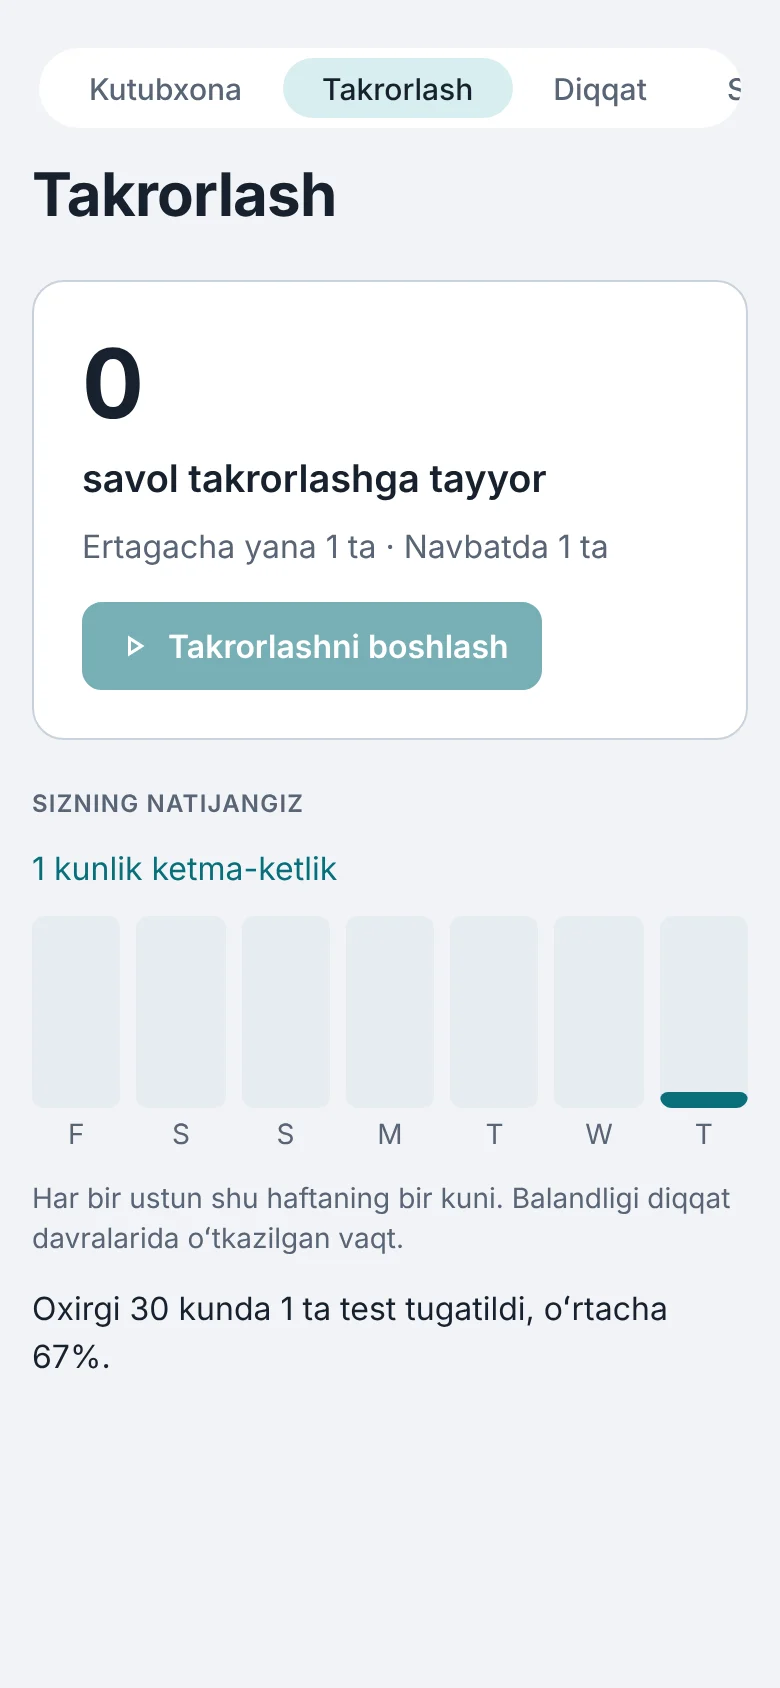 Kutubxona Takrorlash Diqqat S
Takrorlash
0
savol takrorlashga tayyor
Ertagacha yana 1 ta · Navbatda 1 ta
Takrorlashni boshlash
SIZNING NATIJANGIZ
1 kunlik ketma-ketlik
F S S M T W T
Har bir ustun shu haftaning bir kuni. Balandligi diqqat
davralarida oʻtkazilgan vaqt.
Oxirgi 30 kunda 1 ta test tugatildi, oʻrtacha
67%.